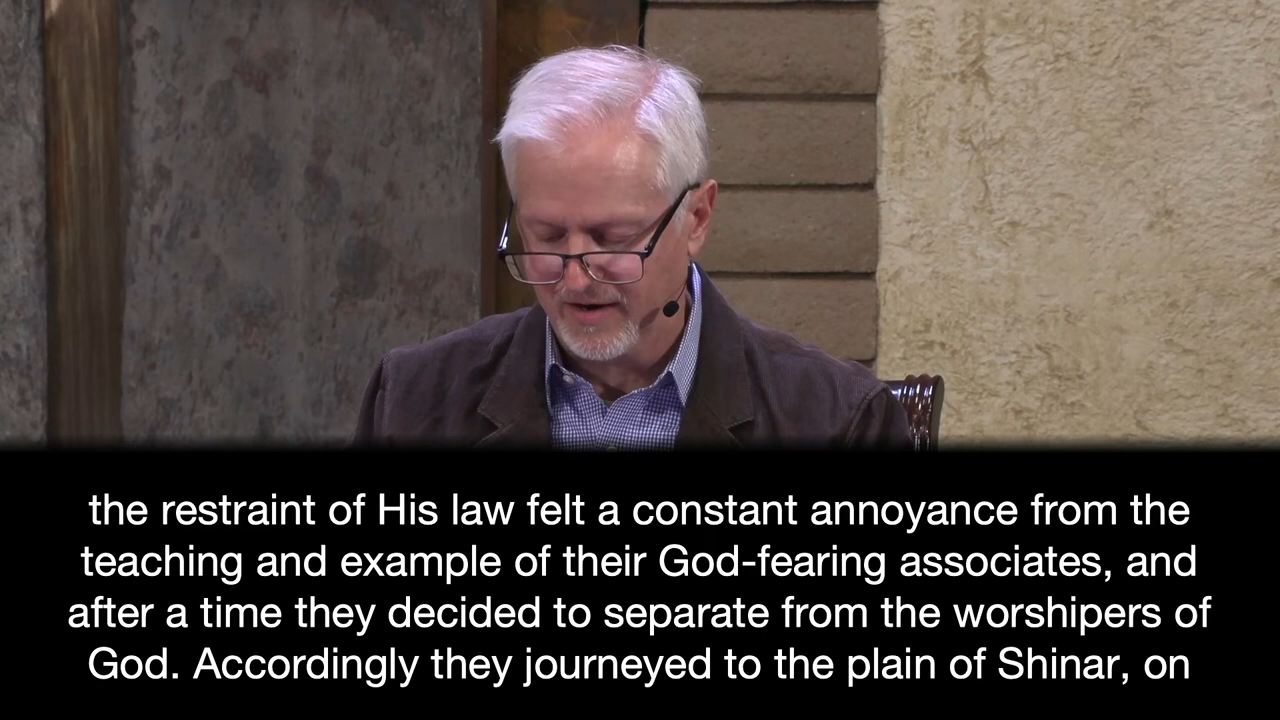 the restraint of His law felt a constant annoyance from the
teaching and example of their God-fearing associates, and
after a time they decided to separate from the worshipers of
God. Accordingly they journeyed to the plain of Shinar, on